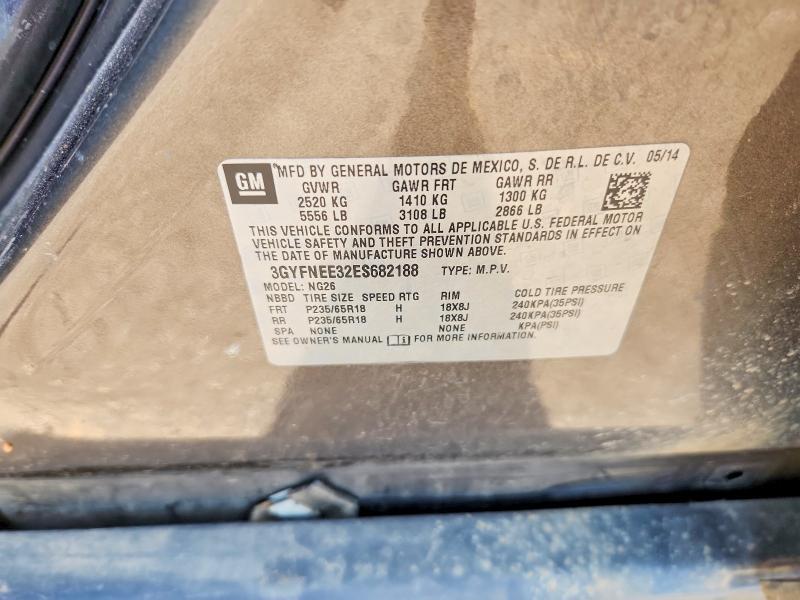 GM
MFD BY GENERAL MOTORS DE MEXICO, S. DE R.L. DE C.V. 05/14
GVWR GAWR FRT GAWR RR
2520 KG 1410 KG 1300 KG
5556 LB 3108 LB 2866 LB
THIS VEHICLE CONFORMS TO ALL APPLICABLE U.S. FEDERAL MOTOR
VEHICLE SAFETY AND THEFT PREVENTION STANDARDS IN EFFECT ON
THE DATE OF MANUFACTURE SHOWN ABOVE.
3GYFNEE32ES682188 TYPE: M.P.V.
MODEL: NG26
NBBD TIRE SIZE SPEED RTG RIM COLD TIRE PRESSURE
FRT P235/65R18 H 18X8J 240KPA(35PSI)
RR P235/65R18 H 18X8J 240KPA(35PSI)
SPA NONE NONE KPA(PSI)
SEE OWNER'S MANUAL FOR MORE INFORMATION.